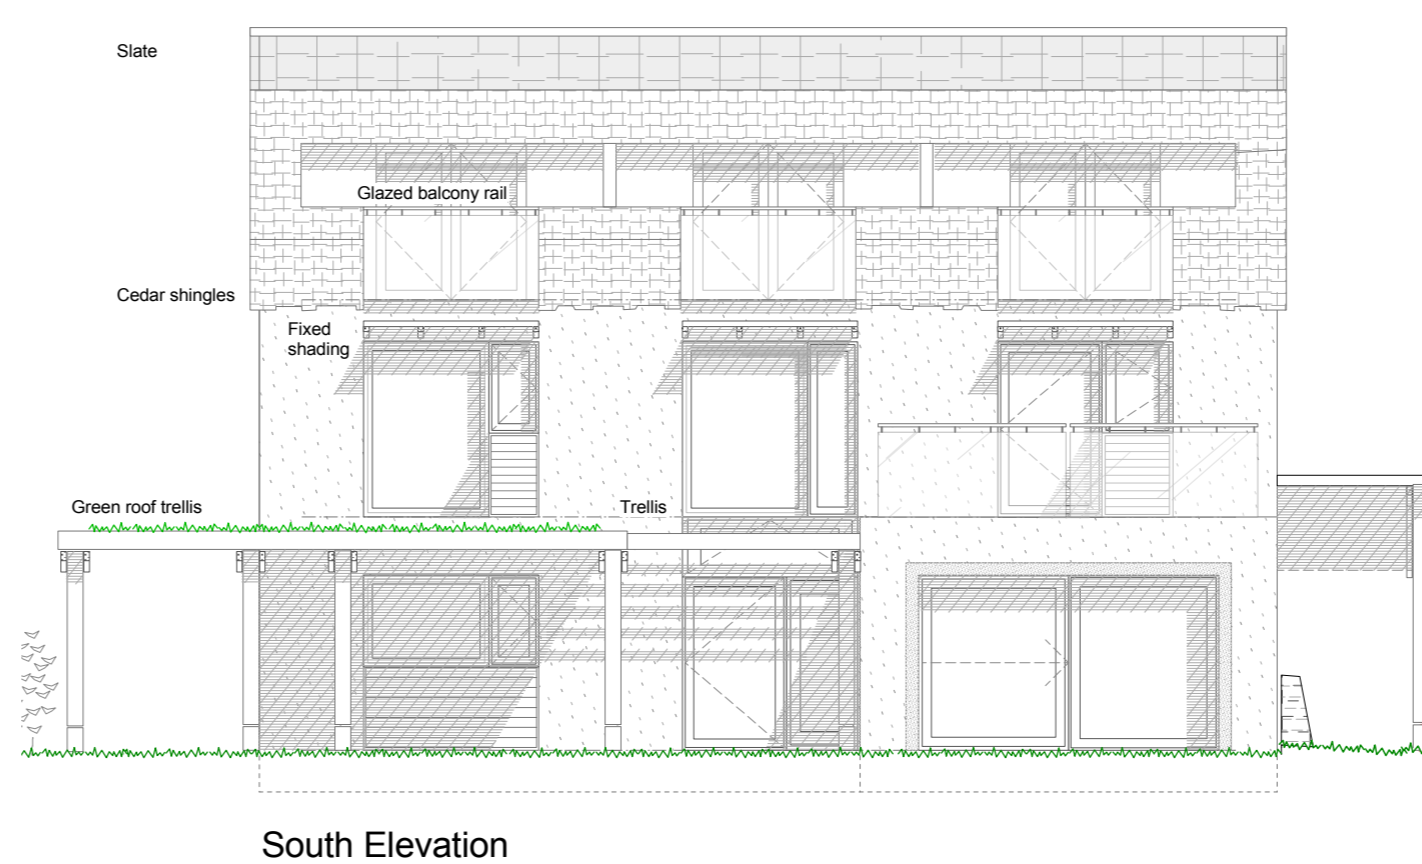 Slate
Glazed balcony rail
Cedar shingles
Fixed
shading
Green roof trellis
Trellis
South Elevation